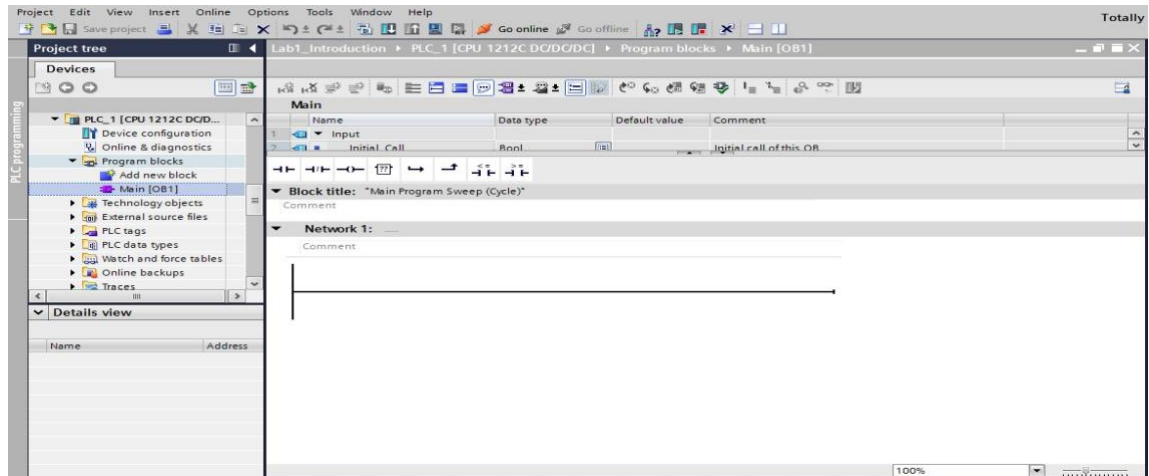 Project Edit View Insert Online Options Tools Window Help
Totally
Save project Go online Go offline
Project tree
Lab1_Introduction PLC_1 [CPU 1212C DC/DC/DC] Program blocks Main [OB1]
Devices
PLC programming
PLC_1 [CPU 1212C DC/D...
Device configuration
Online & diagnostics
Program blocks
Add new block
Main [OB1]
Technology objects
External source files
PLC tags
PLC data types
Watch and force tables
Online backups
Traces
Details view
Name Address
Main
Name Data type Default value Comment
1 Input
2 Initial_Call Bool Initial call of this OB
??
Block title: "Main Program Sweep (Cycle)"
Comment
Network 1: ....
Comment
100%